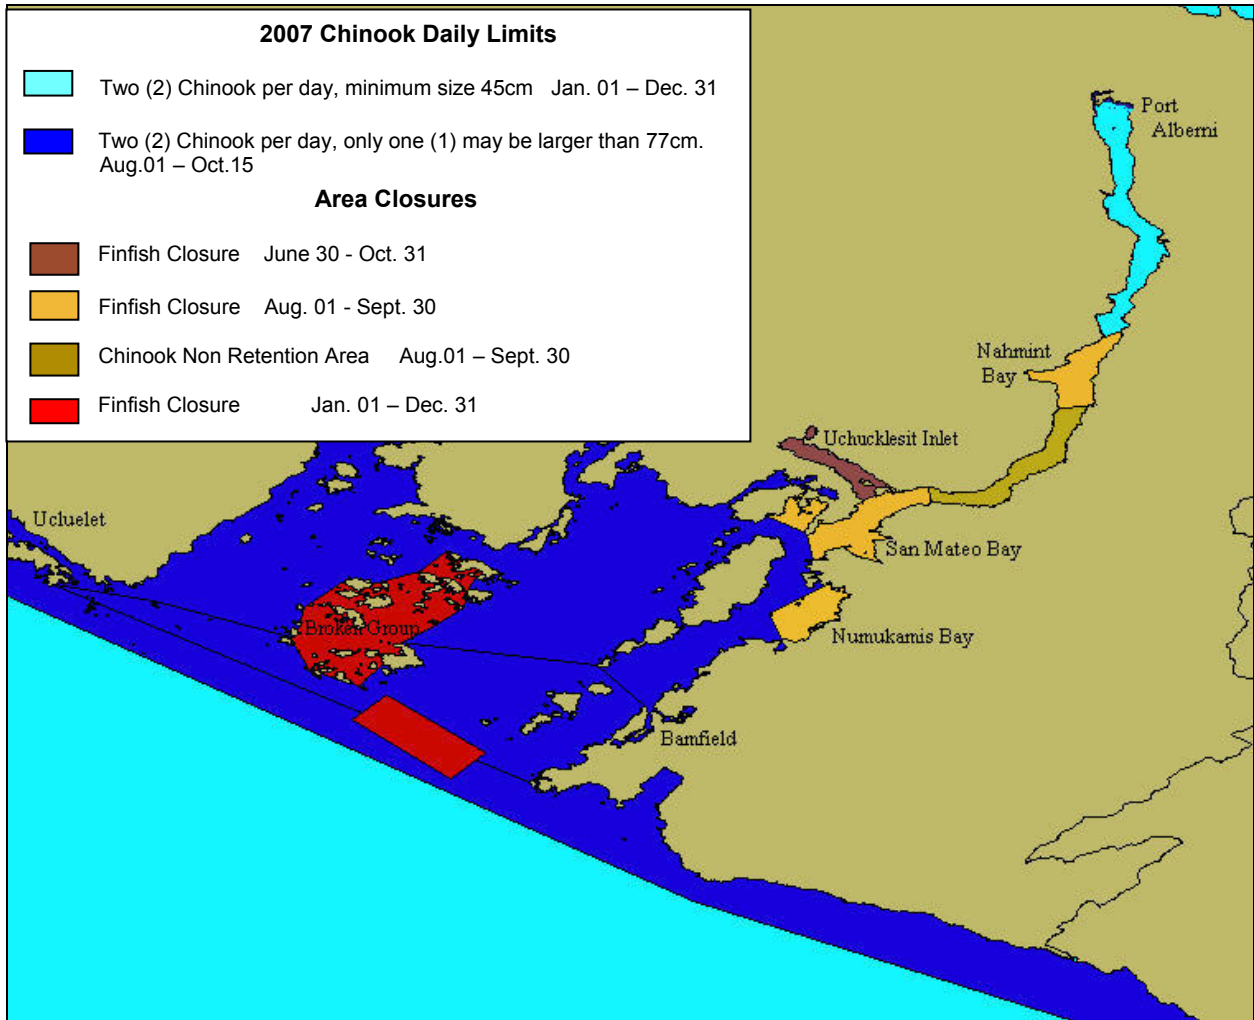 2007 Chinook Daily Limits
Two (2) Chinook per day, minimum size 45cm Jan. 01 – Dec. 31
Two (2) Chinook per day, only one (1) may be larger than 77cm.
Aug.01 – Oct.15
Area Closures
Finfish Closure June 30 - Oct. 31
Finfish Closure Aug. 01 - Sept. 30
Chinook Non Retention Area Aug.01 – Sept. 30
Finfish Closure Jan. 01 – Dec. 31
Port
Alberni
Nahmint
Bay
Uchucklesit Inlet
Ucluelet
San Mateo Bay
Broken Group
Numukamis Bay
Bamfield